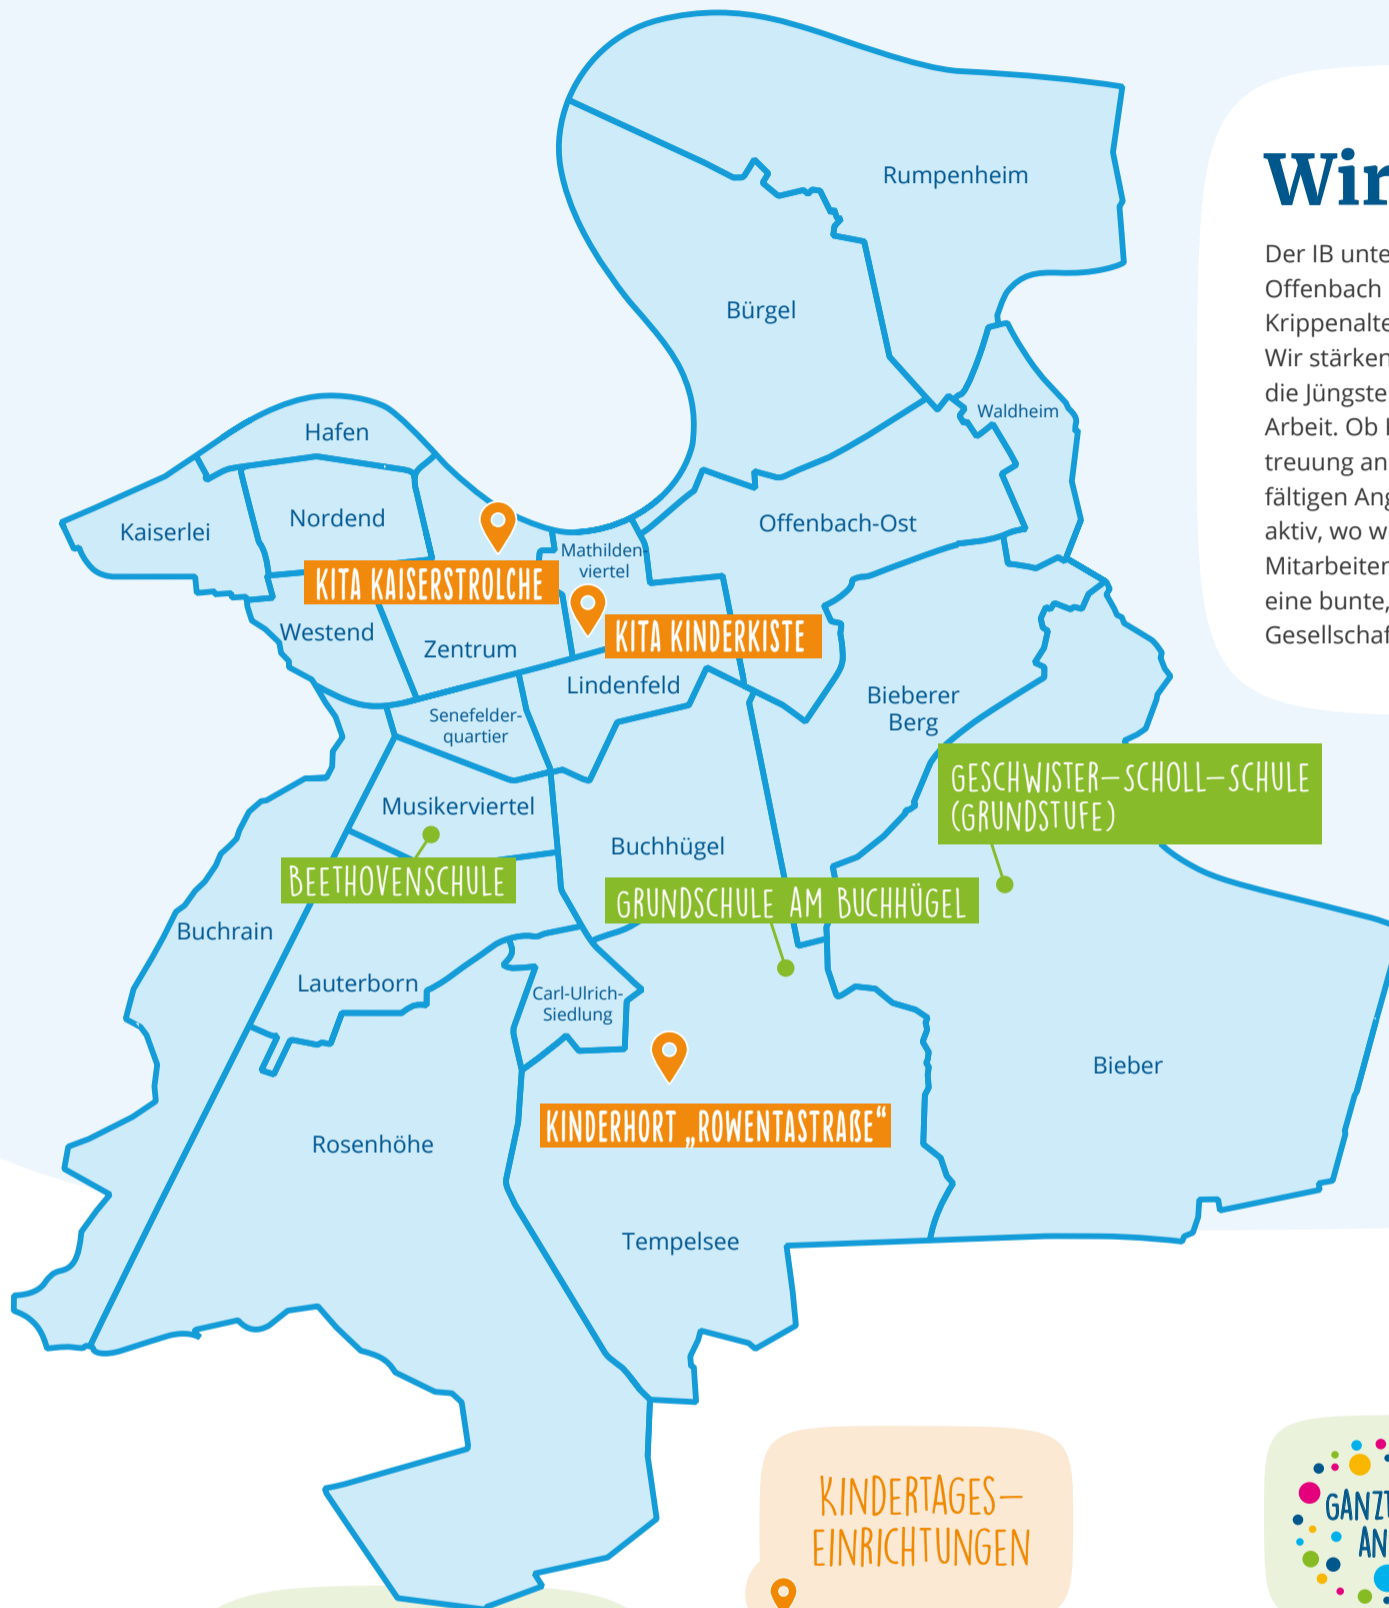 Rumpenheim
Bürgel
Waldheim
Hafen
Kaiserlei
Nordend
Offenbach-Ost
Mathilden-
viertel
KITA KAISERSTROLCHE
KITA KINDERKISTE
Westend
Zentrum
Lindenfeld
Senefelder-
quartier
Bieberer
Berg
GESCHWISTER-SCHOLL-SCHULE
(GRUNDSTUFE)
Musikerviertel
Buchhügel
BEETHOVENSCHULE
GRUNDSCHULE AM BUCHHÜGEL
Buchrain
Lauterborn
Carl-Ulrich-
Siedlung
Bieber
KINDERHORT „ROWENTASTRAßE“
Rosenhöhe
Tempelsee
Wir
Der IB unte
Offenbach
Krippenalte
Wir stärken
die Jüngste
Arbeit. Ob
treuung an
fältigen Ang
aktiv, wo w
Mitarbeiter
eine bunte,
Gesellschaf
KINDERTAGES-
EINRICHTUNGEN
GANZT
AN